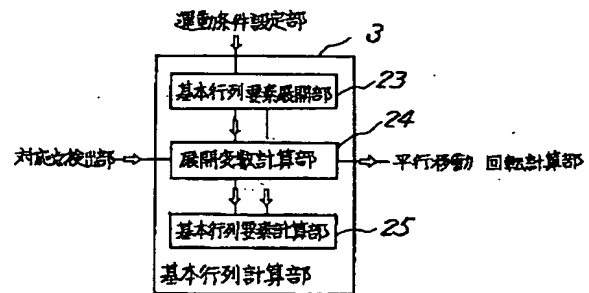 運動条件設定部
3
基本行列要素展開部
23
24
対応点検出部
展開変数計算部
平行移動 回転計算部
基本行列要素計算部
25
基本行列計算部